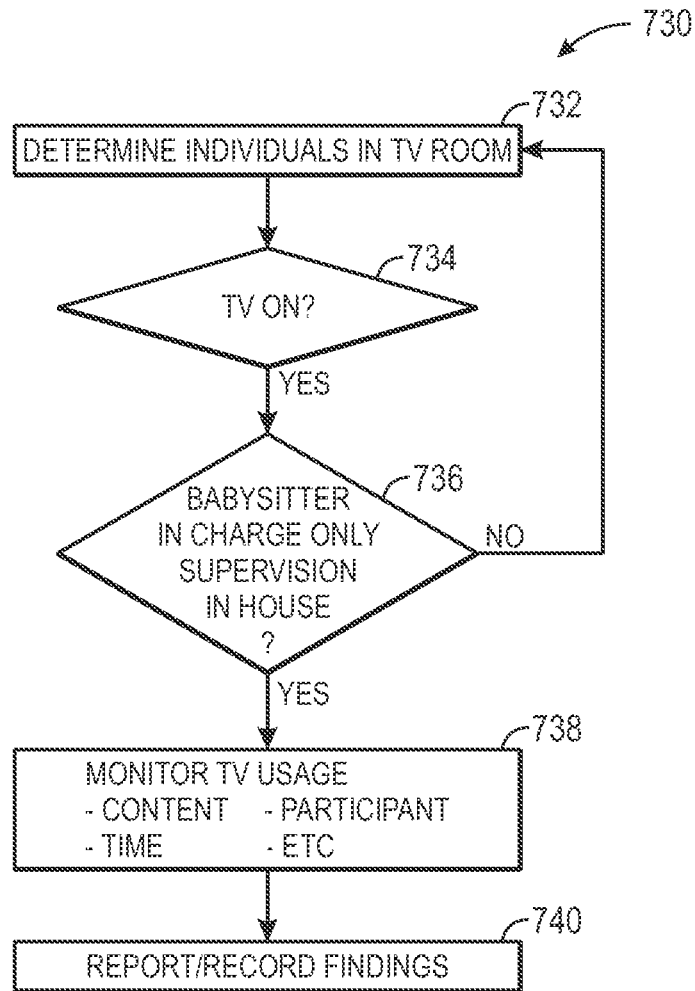 730
732
DETERMINE INDIVIDUALS IN TV ROOM
734
TV ON?
YES
736
BABYSITTER
IN CHARGE ONLY
SUPERVISION
IN HOUSE
?
NO
YES
738
MONITOR TV USAGE
- CONTENT - PARTICIPANT
- TIME - ETC
740
REPORT/RECORD FINDINGS